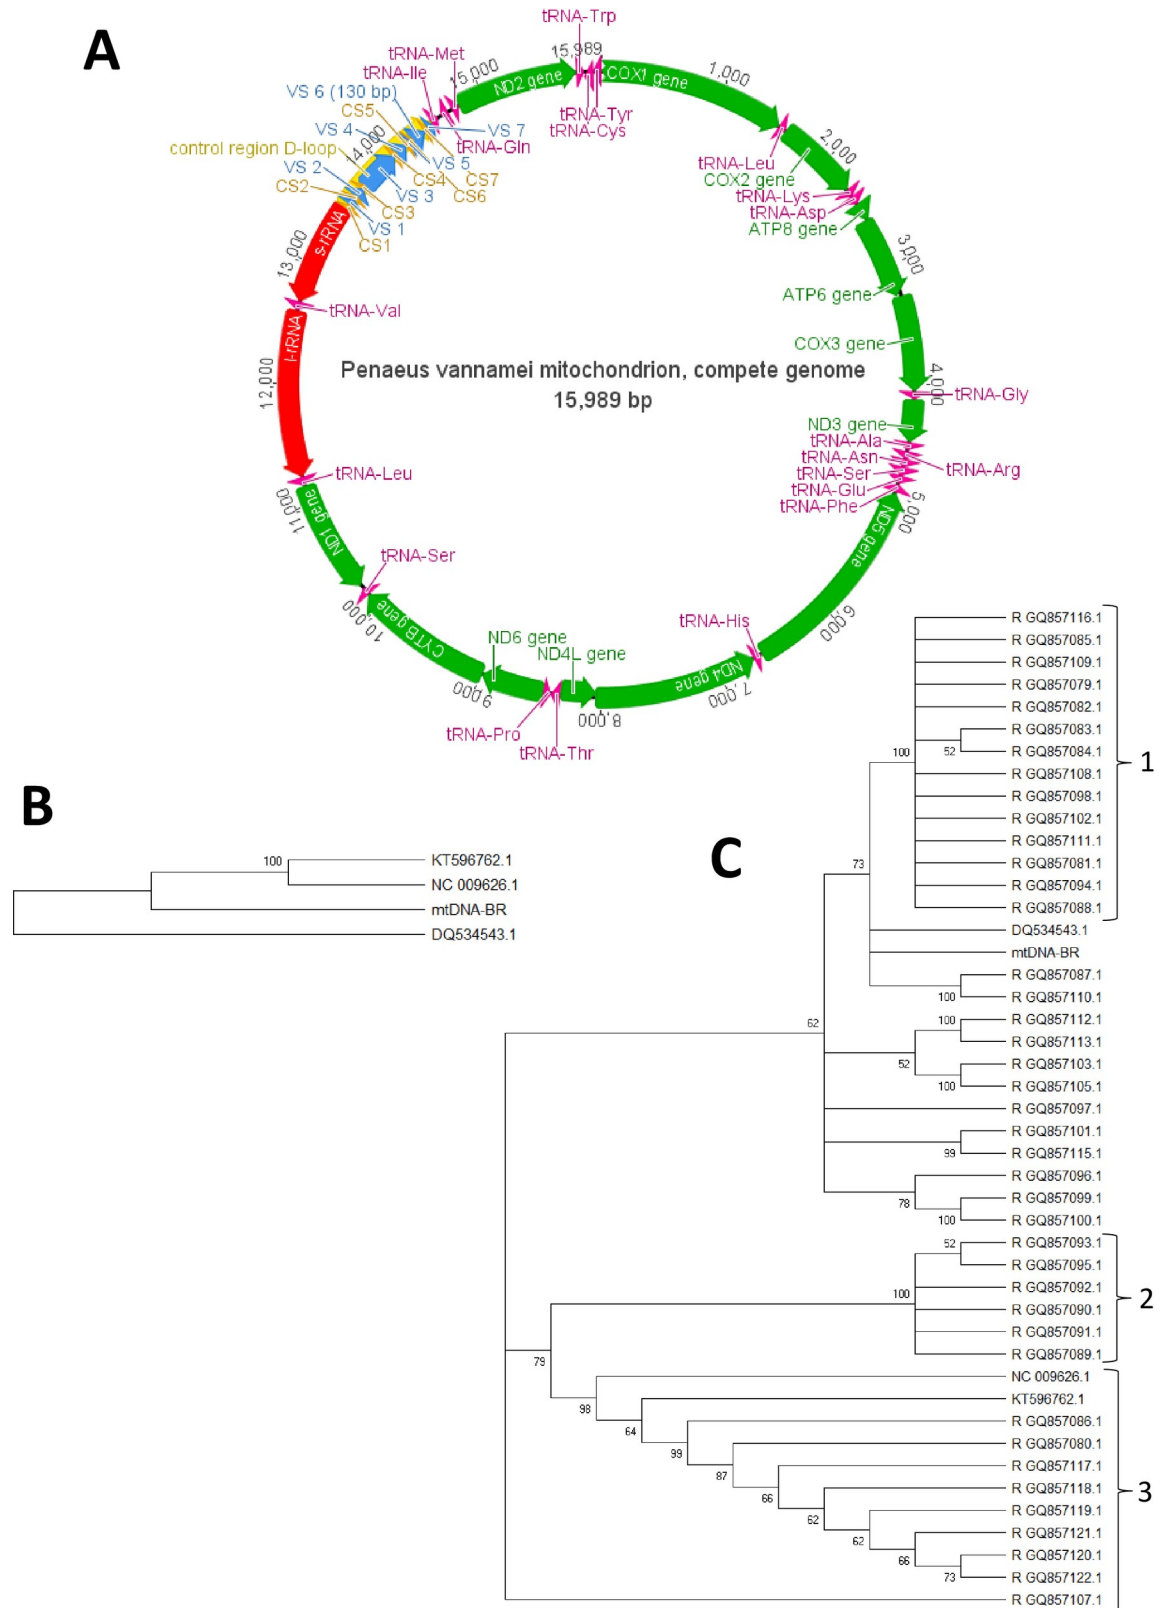 A
tRNA-Trp
15,989
COX1 gene
1,000
tRNA-Tyr
tRNA-Cys
tRNA-Leu
2,000
COX2 gene
tRNA-Lys
tRNA-Asp
ATP8 gene
3,000
ATP6 gene
COX3 gene
4,000
tRNA-Gly
ND3 gene
tRNA-Ala
tRNA-Asn
tRNA-Arg
tRNA-Ser
tRNA-Glu
tRNA-Phe
5,000
ND5 gene
6,000
tRNA-His
ND4 gene
7,000
8,000
ND4L gene
ND6 gene
tRNA-Thr
tRNA-Pro
9,000
CYTB gene
10,000
tRNA-Ser
ND1 gene
11,000
tRNA-Leu
l-rRNA
12,000
tRNA-Val
13,000
s-rRNA
CS1
VS 1
CS2
CS3
VS 2
VS 3
control region D-loop
14,000
CS4
VS 4
CS6
CS5
VS 5
CS7
VS 6 (130 bp)
VS 7
tRNA-Ile
tRNA-Gln
tRNA-Met
15,000
ND2 gene
Penaeus vannamei mitochondrion, compete genome
15,989 bp
B
100
KT596762.1
NC 009626.1
mtDNA-BR
DQ534543.1
C
R GQ857116.1
R GQ857085.1
R GQ857109.1
R GQ857079.1
R GQ857082.1
R GQ857083.1
100
52
R GQ857084.1
1
R GQ857108.1
R GQ857098.1
R GQ857102.1
R GQ857111.1
R GQ857081.1
73
R GQ857094.1
R GQ857088.1
DQ534543.1
mtDNA-BR
R GQ857087.1
100
R GQ857110.1
62
100
R GQ857112.1
R GQ857113.1
52
R GQ857103.1
100
R GQ857105.1
R GQ857097.1
R GQ857101.1
99
R GQ857115.1
R GQ857096.1
78
R GQ857099.1
100
R GQ857100.1
52
R GQ857093.1
R GQ857095.1
100
R GQ857092.1
2
R GQ857090.1
R GQ857091.1
R GQ857089.1
79
NC 009626.1
98
KT596762.1
64
R GQ857086.1
99
R GQ857080.1
87
R GQ857117.1
66
R GQ857118.1
3
62
R GQ857119.1
62
R GQ857121.1
66
R GQ857120.1
73
R GQ857122.1
R GQ857107.1